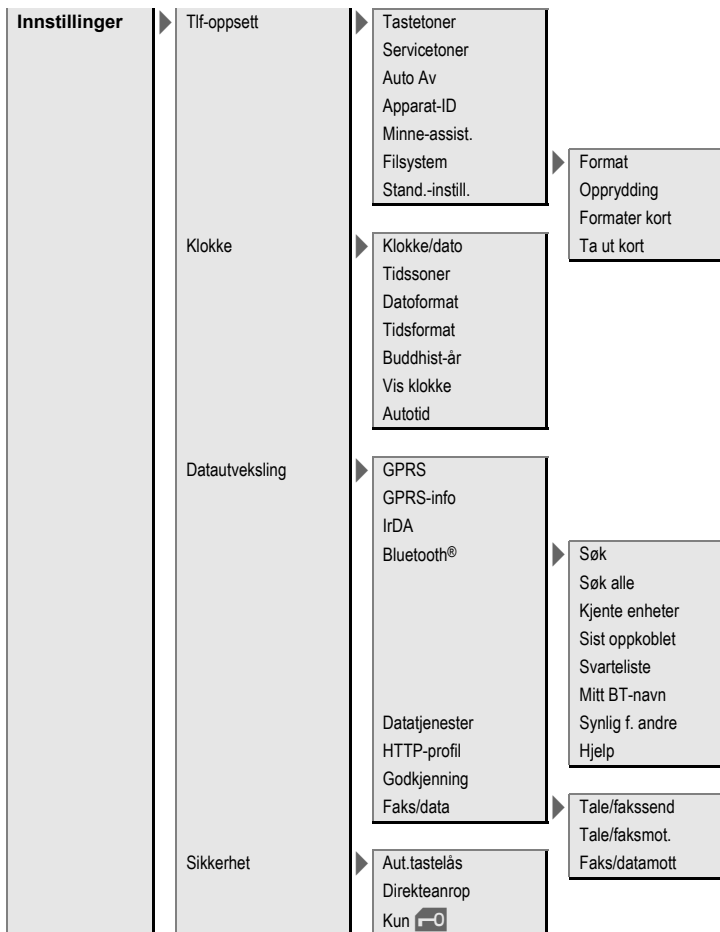 Innstillinger Tlf-oppsett Tastetoner
Servicetoner
Auto Av
Apparat-ID
Minne-assist.
Filsystem Format
Stand.-instill. Opprydding
Formater kort
Klokke Klokke/dato Ta ut kort
Tidssoner
Datoformat
Tidsformat
Buddhist-år
Vis klokke
Autotid
Datautveksling GPRS
GPRS-info
IrDA
Bluetooth® Søk
Søk alle
Kjente enheter
Sist oppkoblet
Svarteliste
Mitt BT-navn
Datatjenester Synlig f. andre
HTTP-profil Hjelp
Godkjenning
Faks/data Tale/fakssend
Tale/faksmot.
Sikkerhet Aut.tastelås Faks/datamott
Direkteanrop
Kun